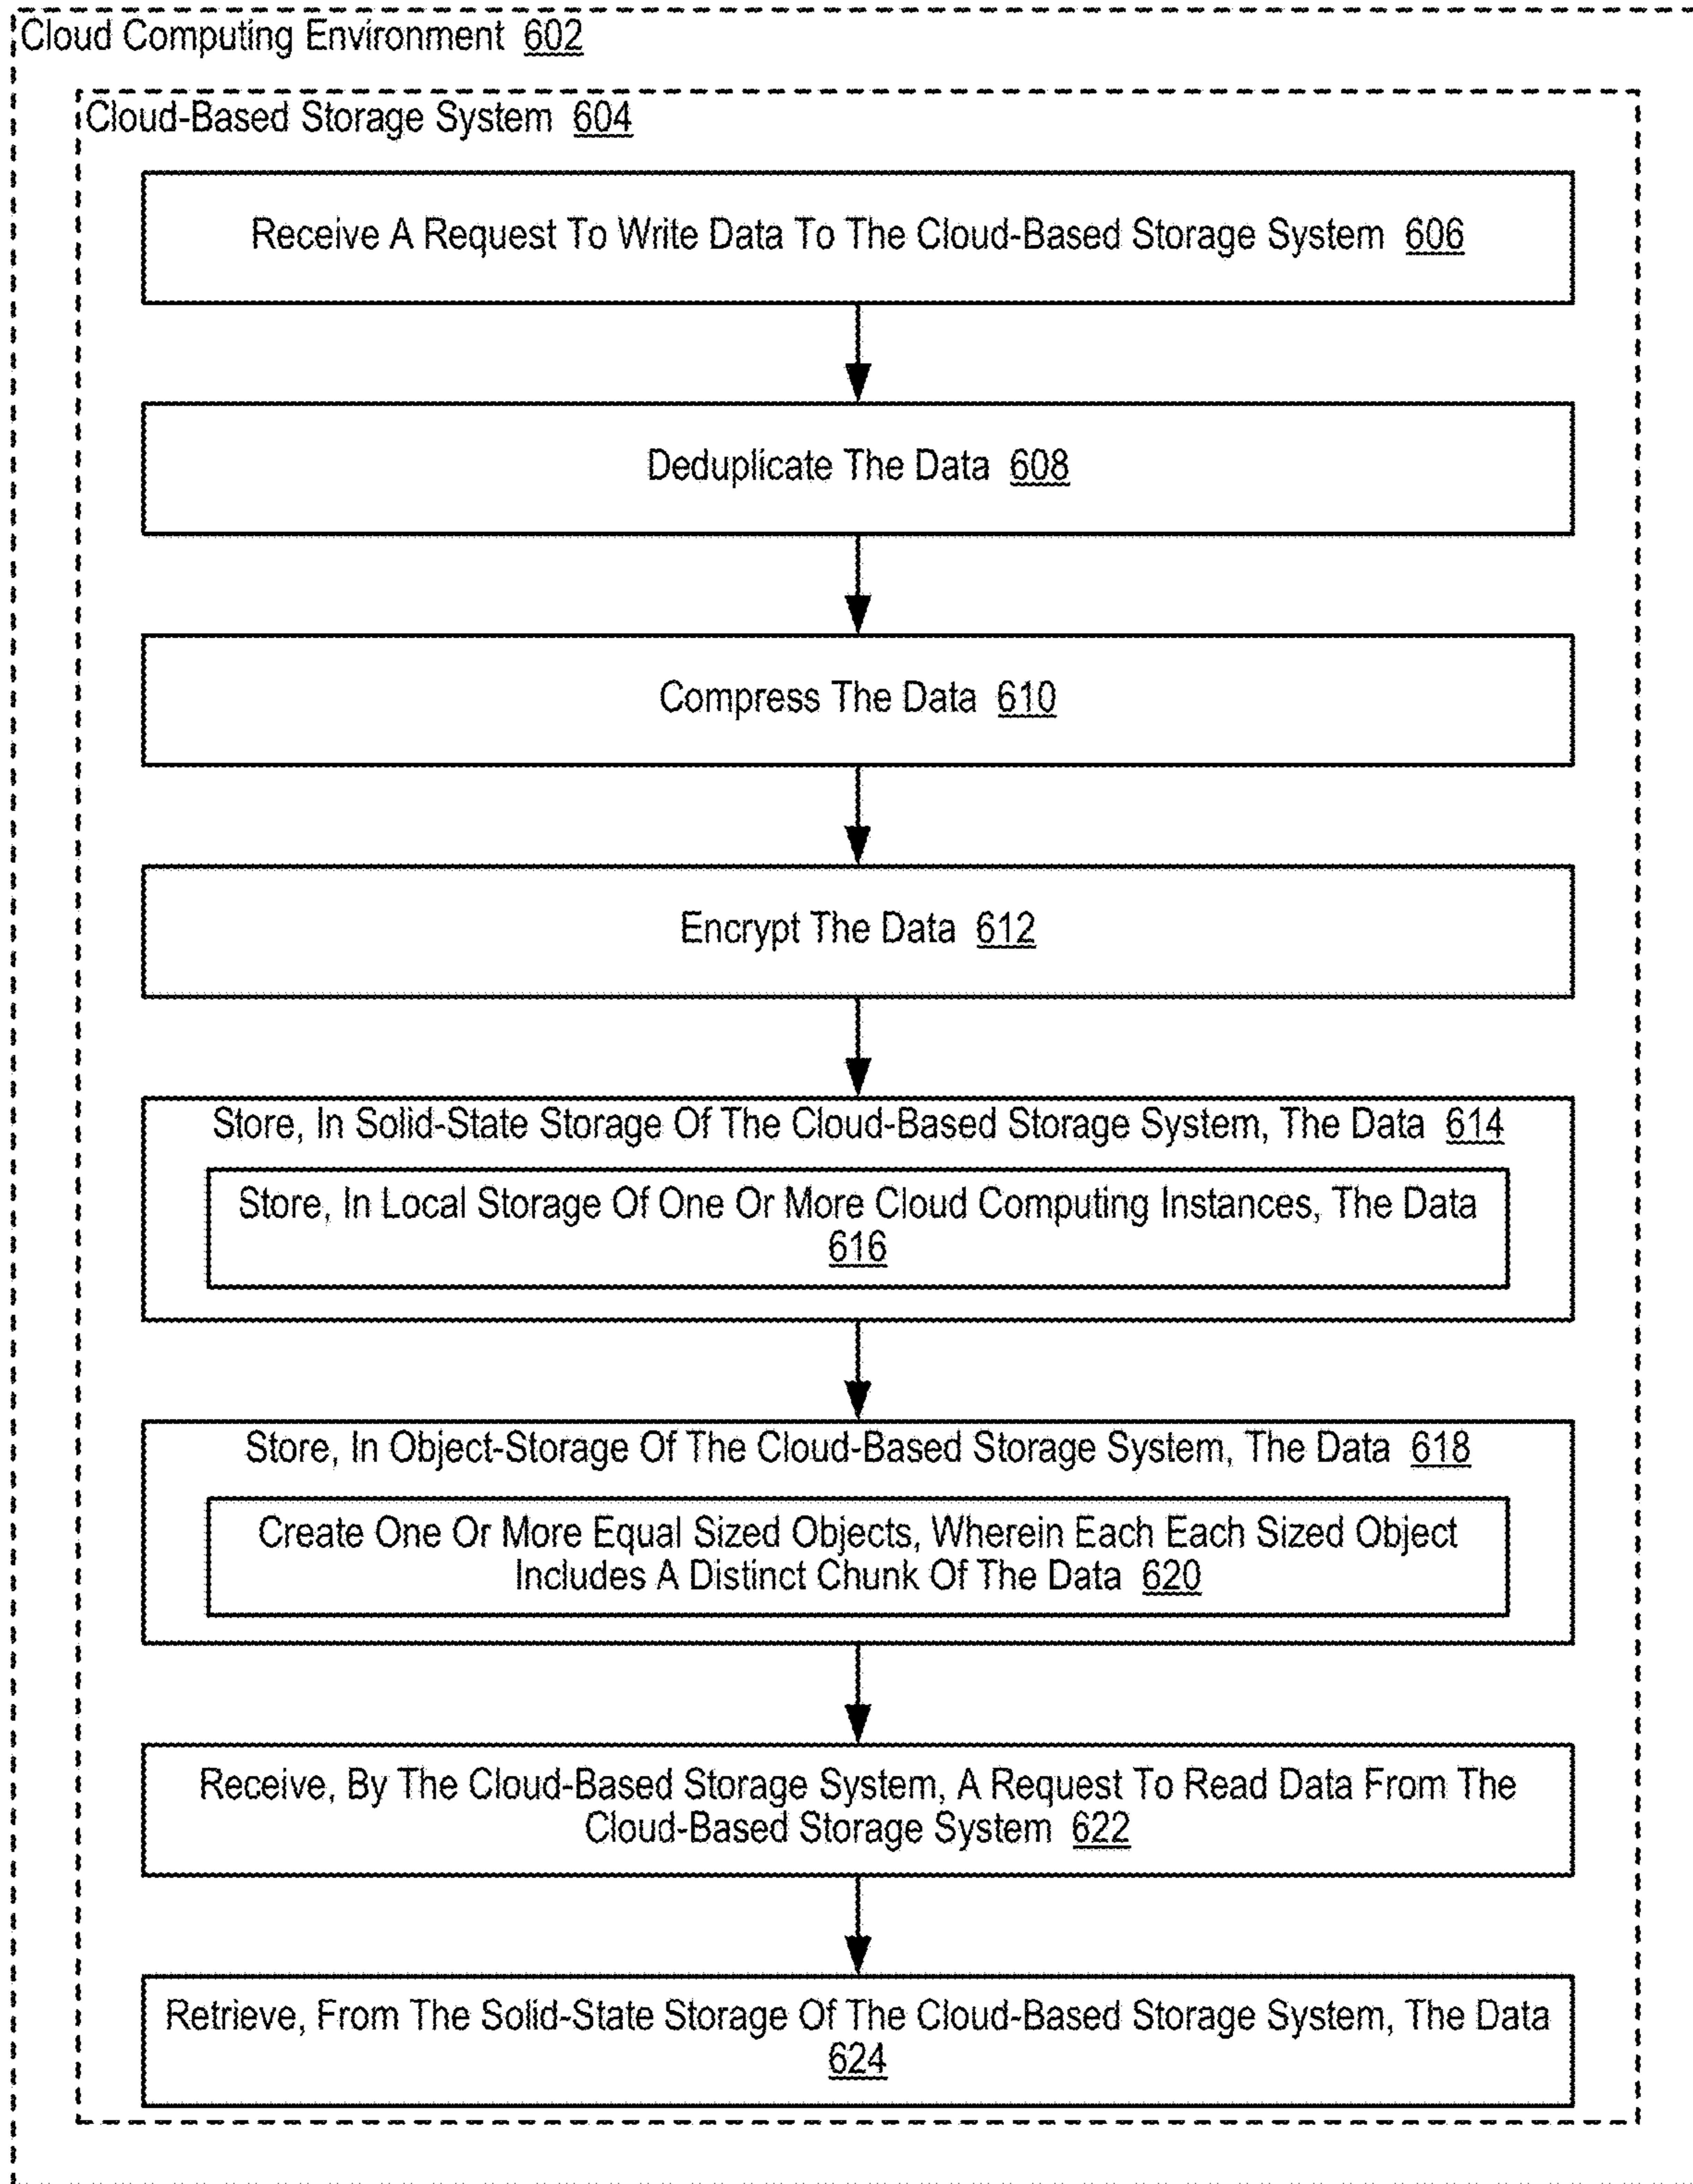 Cloud Computing Environment 602
Cloud-Based Storage System 604
Receive A Request To Write Data To The Cloud-Based Storage System 606
Deduplicate The Data 608
Compress The Data 610
Encrypt The Data 612
Store, In Solid-State Storage Of The Cloud-Based Storage System, The Data 614
Store, In Local Storage Of One Or More Cloud Computing Instances, The Data
616
Store, In Object-Storage Of The Cloud-Based Storage System, The Data 618
Create One Or More Equal Sized Objects, Wherein Each Each Sized Object
Includes A Distinct Chunk Of The Data 620
Receive, By The Cloud-Based Storage System, A Request To Read Data From The
Cloud-Based Storage System 622
Retrieve, From The Solid-State Storage Of The Cloud-Based Storage System, The Data
624